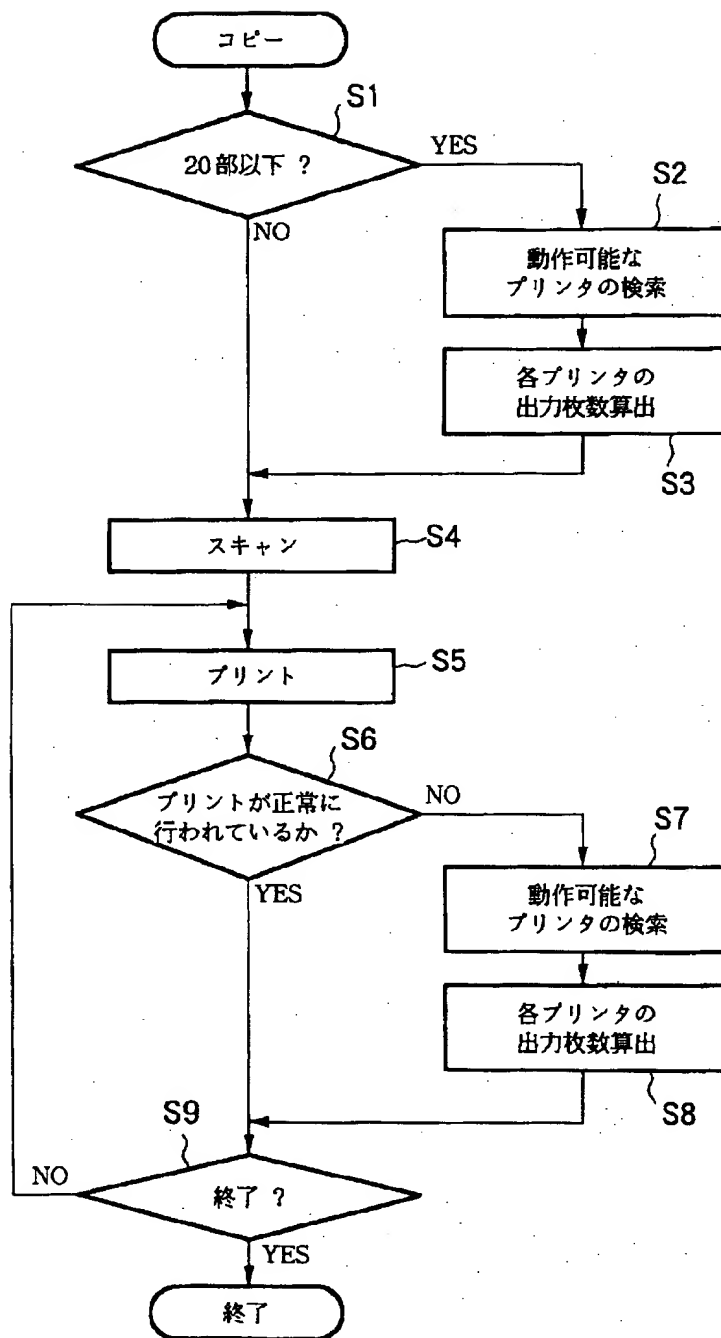 コピー
S1
20部以下 ?
YES
NO
S2
動作可能な
プリンタの検索
各プリンタの
出力枚数算出
S3
スキャン
S4
プリント
S5
S6
プリントが正常に
行われているか ?
NO
YES
S7
動作可能な
プリンタの検索
各プリンタの
出力枚数算出
S8
S9
NO
終了 ?
YES
終了